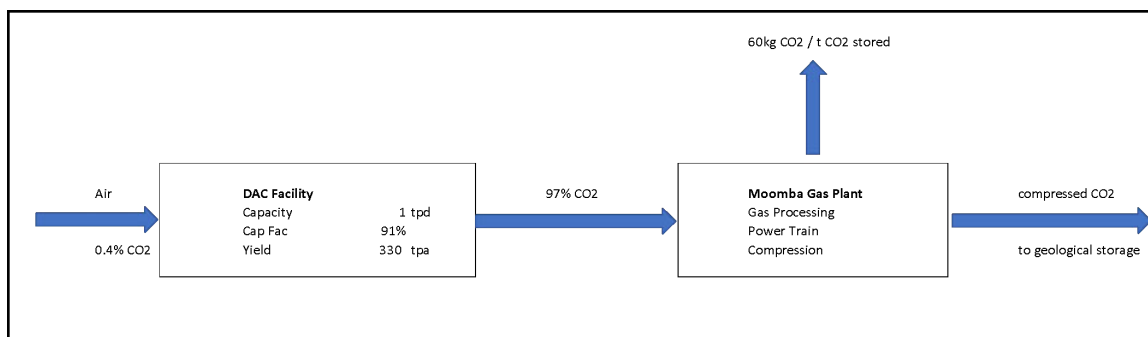 60kg CO2 / t CO2 stored
Air
0.4% CO2
DAC Facility
Capacity 1 tpd
Cap Fac 91%
Yield 330 tpa
97% CO2
Moomba Gas Plant
Gas Processing
Power Train
Compression
compressed CO2
to geological storage